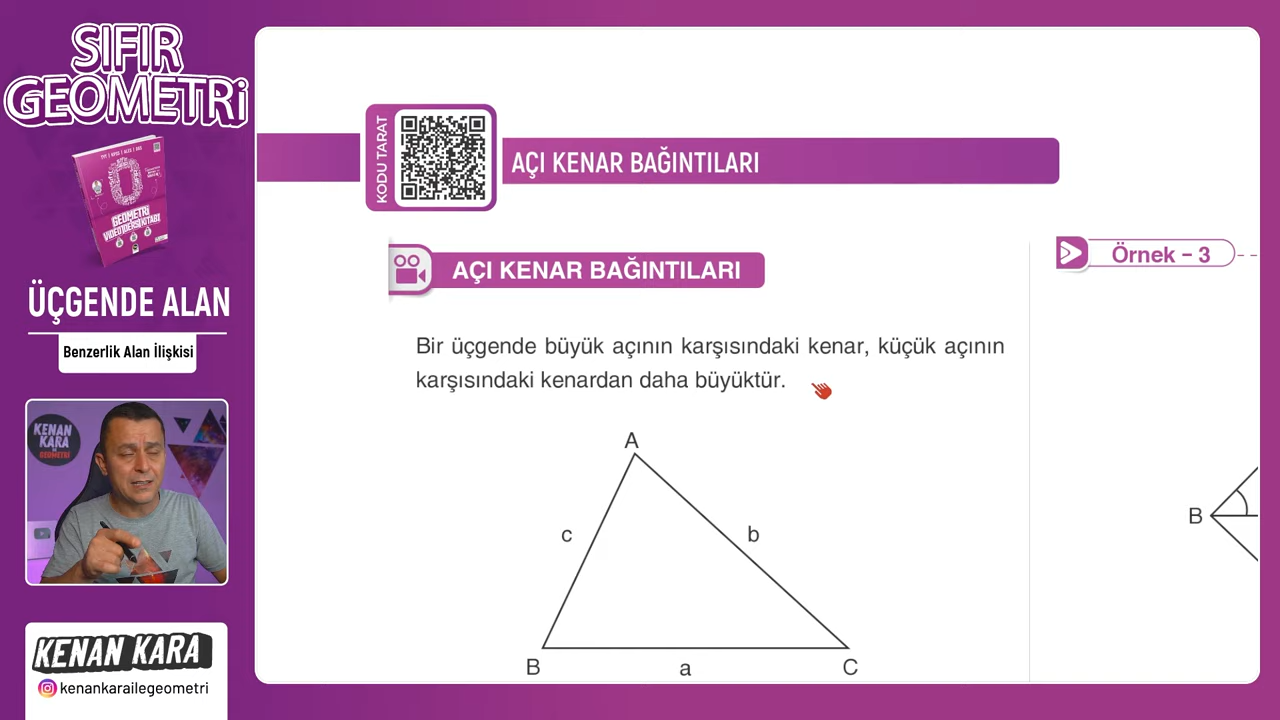 SIFIR
GEOMETRİ
GEOMETRİ
VİDEO DERS KİTABI
ÜÇGENDE ALAN
Benzerlik Alan İlişkisi
KENAN
KARA
GEOMETRİ
KENAN KARA
kenankarailegeometri
KODU TARAT
AÇI KENAR BAĞINTILARI
AÇI KENAR BAĞINTILARI
Bir üçgende büyük açının karşısındaki kenar, küçük açının
karşısındaki kenardan daha büyüktür.
A
c
b
B
a
C
Örnek – 3
B